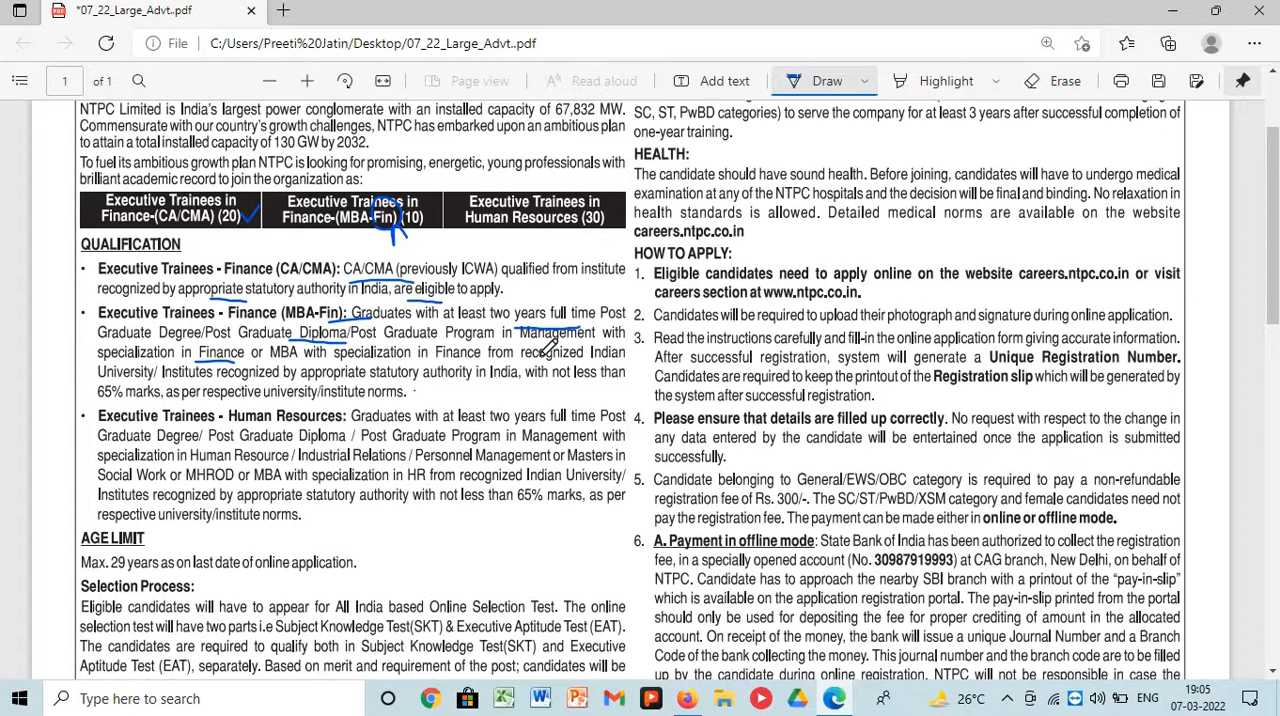 *07_22_Large_Advt..pdf
File C:/Users/Preeti%20Jatin/Desktop/07_22_Large_Advt..pdf
1 of 1 Page view Read aloud Add text Draw Highlight Erase
NTPC Limited is India's largest power conglomerate with an installed capacity of 67,832 MW.
Commensurate with our country's growth challenges, NTPC has embarked upon an ambitious plan
to attain a total installed capacity of 130 GW by 2032.
To fuel its ambitious growth plan NTPC is looking for promising, energetic, young professionals with
brilliant academic record to join the organization as:
Executive Trainees in
Finance-(CA/CMA) (20)
Executive Trainees in
Finance-(MBA-Fin) (10)
Executive Trainees in
Human Resources (30)
QUALIFICATION
• Executive Trainees - Finance (CA/CMA): CA/CMA (previously ICWA) qualified from institute
recognized by appropriate statutory authority in India, are eligible to apply.
• Executive Trainees - Finance (MBA-Fin): Graduates with at least two years full time Post
Graduate Degree/Post Graduate Diploma/Post Graduate Program in Management with
specialization in Finance or MBA with specialization in Finance from recognized Indian
University/ Institutes recognized by appropriate statutory authority in India, with not less than
65% marks, as per respective university/institute norms.
• Executive Trainees - Human Resources: Graduates with at least two years full time Post
Graduate Degree/ Post Graduate Diploma / Post Graduate Program in Management with
specialization in Human Resource / Industrial Relations / Personnel Management or Masters in
Social Work or MHROD or MBA with specialization in HR from recognized Indian University/
Institutes recognized by appropriate statutory authority with not less than 65% marks, as per
respective university/institute norms.
AGE LIMIT
Max. 29 years as on last date of online application.
Selection Process:
Eligible candidates will have to appear for All India based Online Selection Test. The online
selection test will have two parts i.e Subject Knowledge Test(SKT) & Executive Aptitude Test (EAT).
The candidates are required to qualify both in Subject Knowledge Test(SKT) and Executive
Aptitude Test (EAT), separately. Based on merit and requirement of the post; candidates will be
SC, ST, PwBD categories) to serve the company for at least 3 years after successful completion of
one-year training.
HEALTH:
The candidate should have sound health. Before joining, candidates will have to undergo medical
examination at any of the NTPC hospitals and the decision will be final and binding. No relaxation in
health standards is allowed. Detailed medical norms are available on the website
careers.ntpc.co.in
HOW TO APPLY:
1. Eligible candidates need to apply online on the website careers.ntpc.co.in or visit
careers section at www.ntpc.co.in.
2. Candidates will be required to upload their photograph and signature during online application.
3. Read the instructions carefully and fill-in the online application form giving accurate information.
After successful registration, system will generate a Unique Registration Number.
Candidates are required to keep the printout of the Registration slip which will be generated by
the system after successful registration.
4. Please ensure that details are filled up correctly. No request with respect to the change in
any data entered by the candidate will be entertained once the application is submitted
successfully.
5. Candidate belonging to General/EWS/OBC category is required to pay a non-refundable
registration fee of Rs. 300/-. The SC/ST/PwBD/XSM category and female candidates need not
pay the registration fee. The payment can be made either in online or offline mode.
6. A. Payment in offline mode: State Bank of India has been authorized to collect the registration
fee, in a specially opened account (No. 30987919993) at CAG branch, New Delhi, on behalf of
NTPC. Candidate has to approach the nearby SBI branch with a printout of the "pay-in-slip"
which is available on the application registration portal. The pay-in-slip printed from the portal
should only be used for depositing the fee for proper crediting of amount in the allocated
account. On receipt of the money, the bank will issue a unique Journal Number and a Branch
Code of the bank collecting the money. This journal number and the branch code are to be filled
up by the candidate during online registration. NTPC will not be responsible in case the
Type here to search 26°C ENG 19:05
07-03-2022